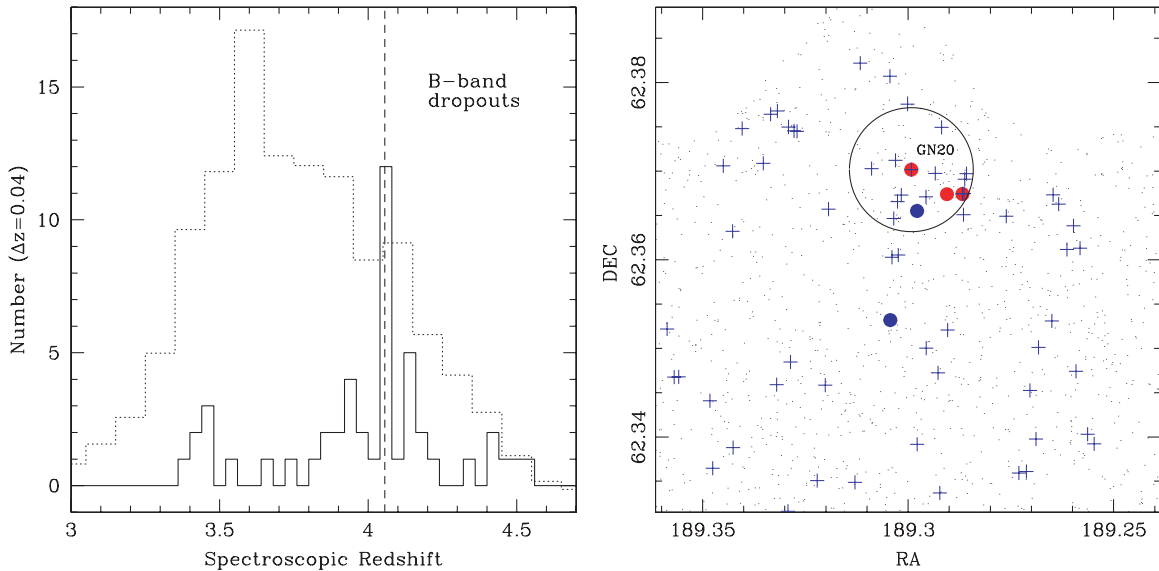 B-band
dropouts
Number (Δz=0.04)
15
10
5
0
3
3.5
4
4.5
Spectroscopic Redshift
GN20
DEC
62.38
62.36
62.34
189.35
189.3
189.25
RA